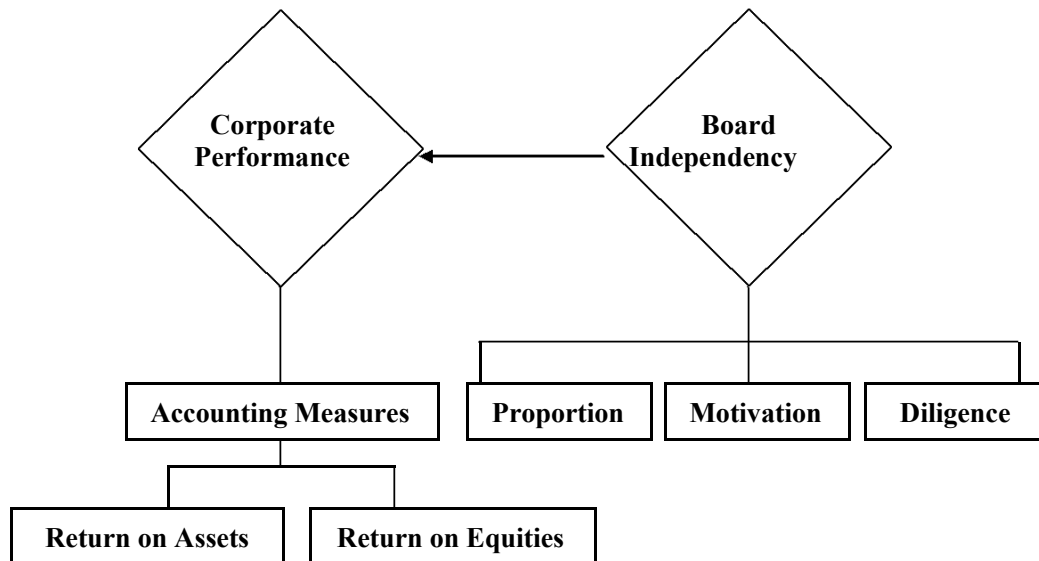 Corporate
Performance
Board
Independency
Accounting Measures
Proportion
Motivation
Diligence
Return on Assets
Return on Equities